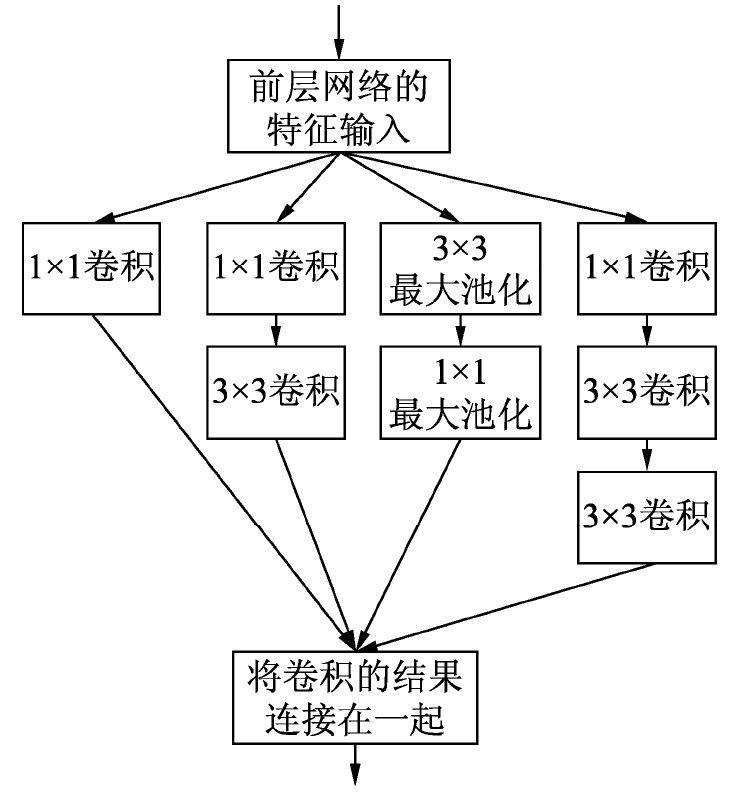 前层网络的
特征输入
1×1卷积
1×1卷积
3×3
最大池化
1×1卷积
3×3卷积
1×1
最大池化
3×3卷积
3×3卷积
将卷积的结果
连接在一起